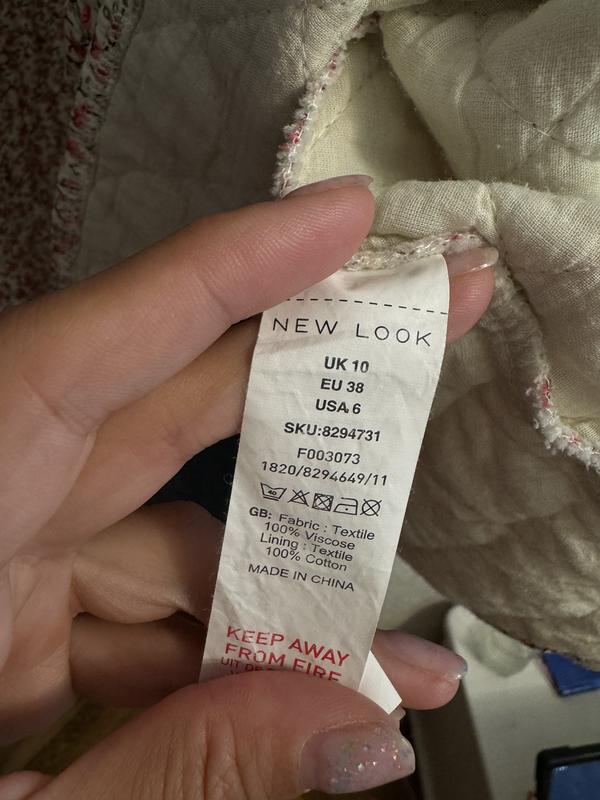 NEW LOOK
UK 10
EU 38
USA 6
SKU:8294731
F003073
1820/8294649/11
40
GB: Fabric : Textile
100% Viscose
Lining : Textile
100% Cotton
MADE IN CHINA
KEEP AWAY
FROM FIRE
UIT